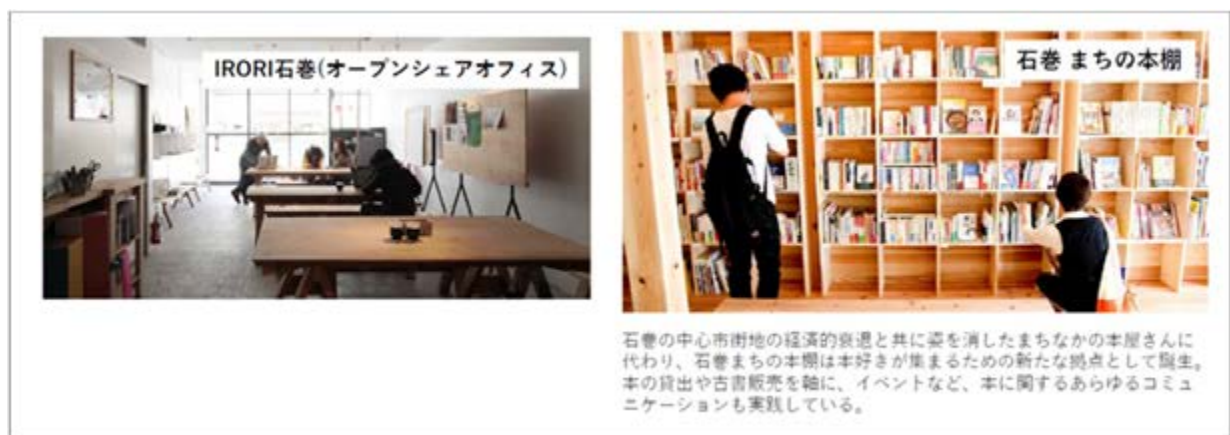 IRORI石巻(オープンシェアオフィス)
石巻 まちの本棚
石巻の中心市街地の経済的衰退と共に姿を消したまちなかの本屋さんに
代わり、石巻まちの本棚は本好きが集まるための新たな拠点として誕生。
本の貸出や古書販売を軸に、イベントなど、本に関するあらゆるコミュ
ニケーションも実践している。